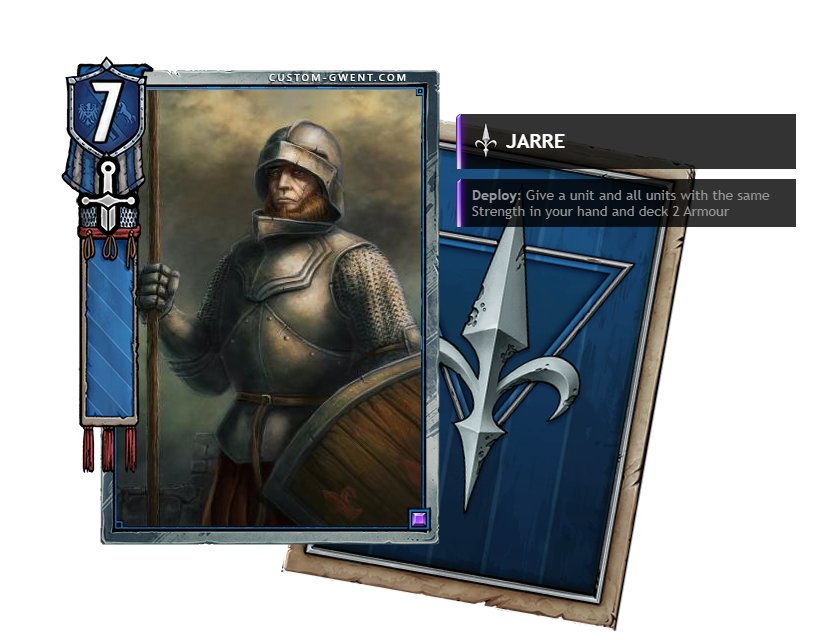 CUSTOM-GWENT.COM
7
JARRE
Deploy: Give a unit and all units with the same
Strength in your hand and deck 2 Armour